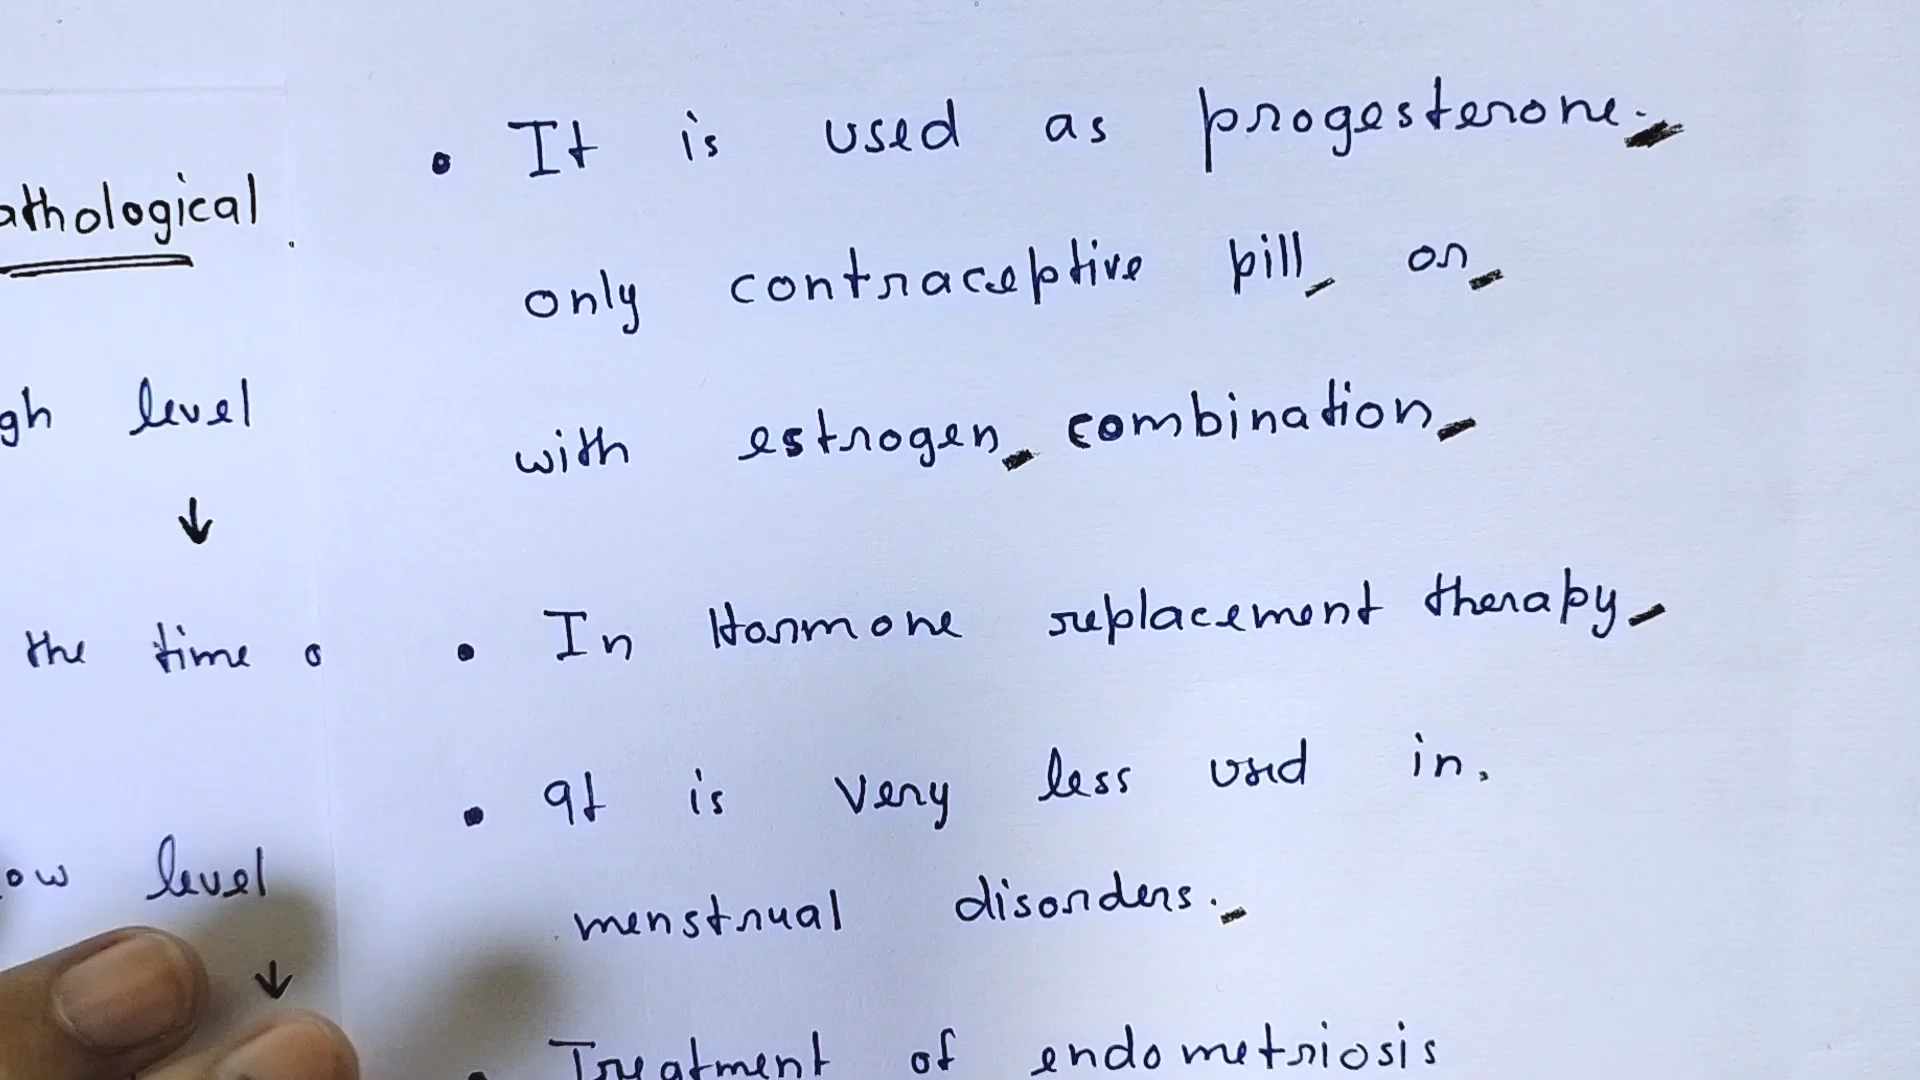 athological
gh level
↓
the time o
ow level
↓
• It is used as progesterone.
only contraceptive pill, or
with estrogen combination
• In Hormone replacement therapy
• It is very less used in.
menstrual disorders.
• Treatment of endometriosis